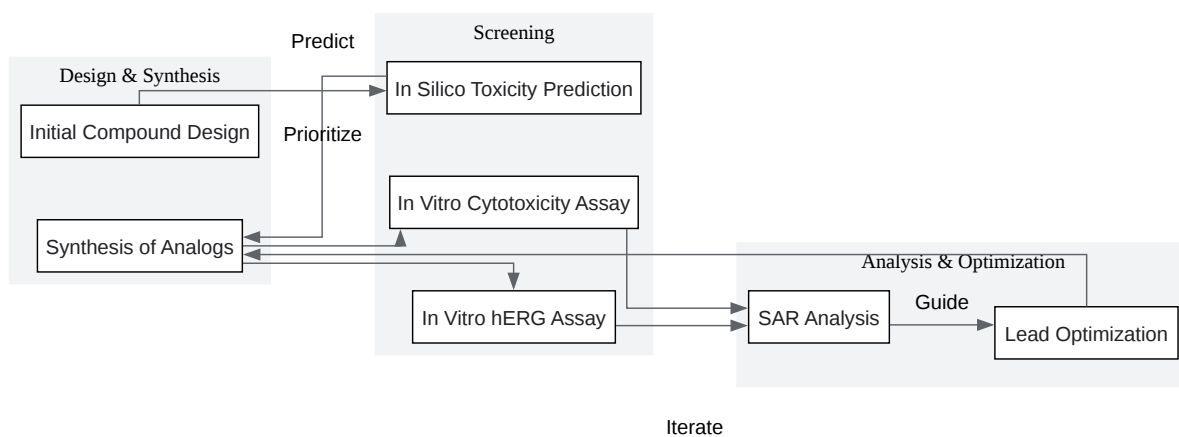 Screening
Predict
Design & Synthesis
In Silico Toxicity Prediction
Initial Compound Design
Prioritize
In Vitro Cytotoxicity Assay
Synthesis of Analogs
Analysis & Optimization
Guide
In Vitro hERG Assay
SAR Analysis
Lead Optimization
Iterate